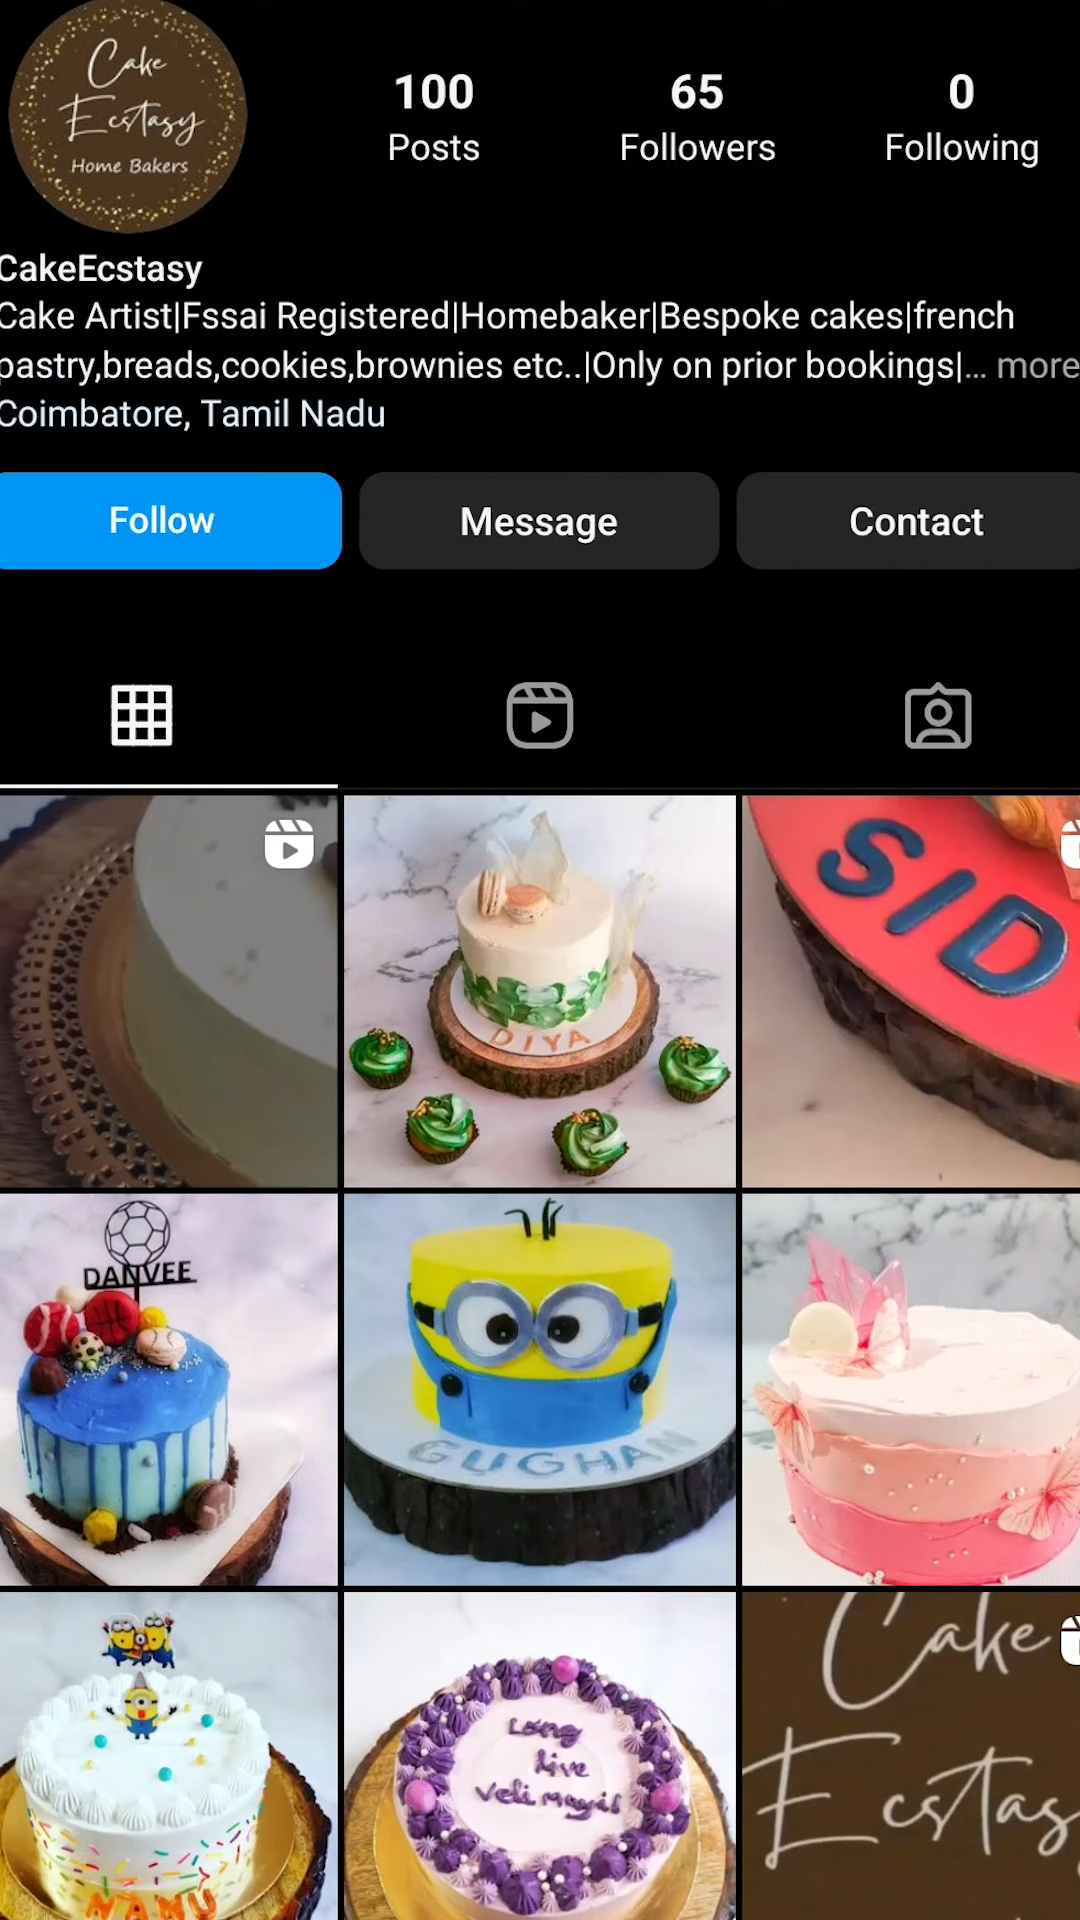 Cake
Ecstasy
Home Bakers
100
Posts
65
Followers
0
Following
CakeEcstasy
Cake Artist|Fssai Registered|Homebaker|Bespoke cakes|french
pastry,breads,cookies,brownies etc..|Only on prior bookings|... more
Coimbatore, Tamil Nadu
Follow
Message
Contact
DIYA
SID
DANVEE
GUGHAN
NANU
Long
live
Veli mayil
Cake
Ecstas